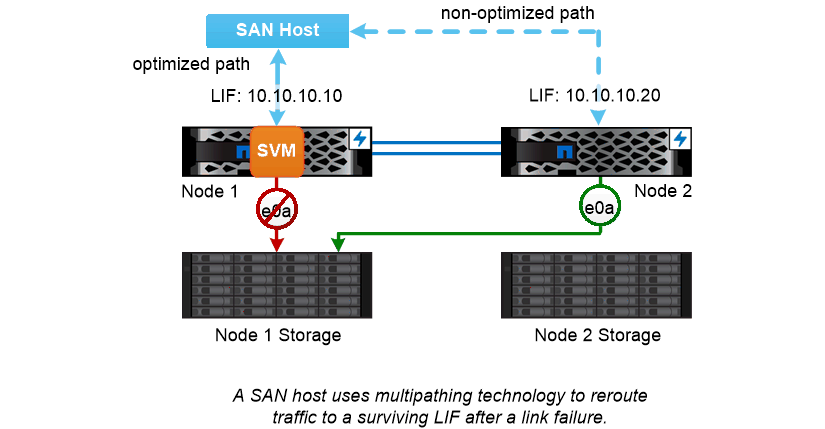 non-optimized path
SAN Host
optimized path
LIF: 10.10.10.10
LIF: 10.10.10.20
SVM
Node 1
Node 2
e0a
e0a
Node 1 Storage
Node 2 Storage
A SAN host uses multipathing technology to reroute
traffic to a surviving LIF after a link failure.